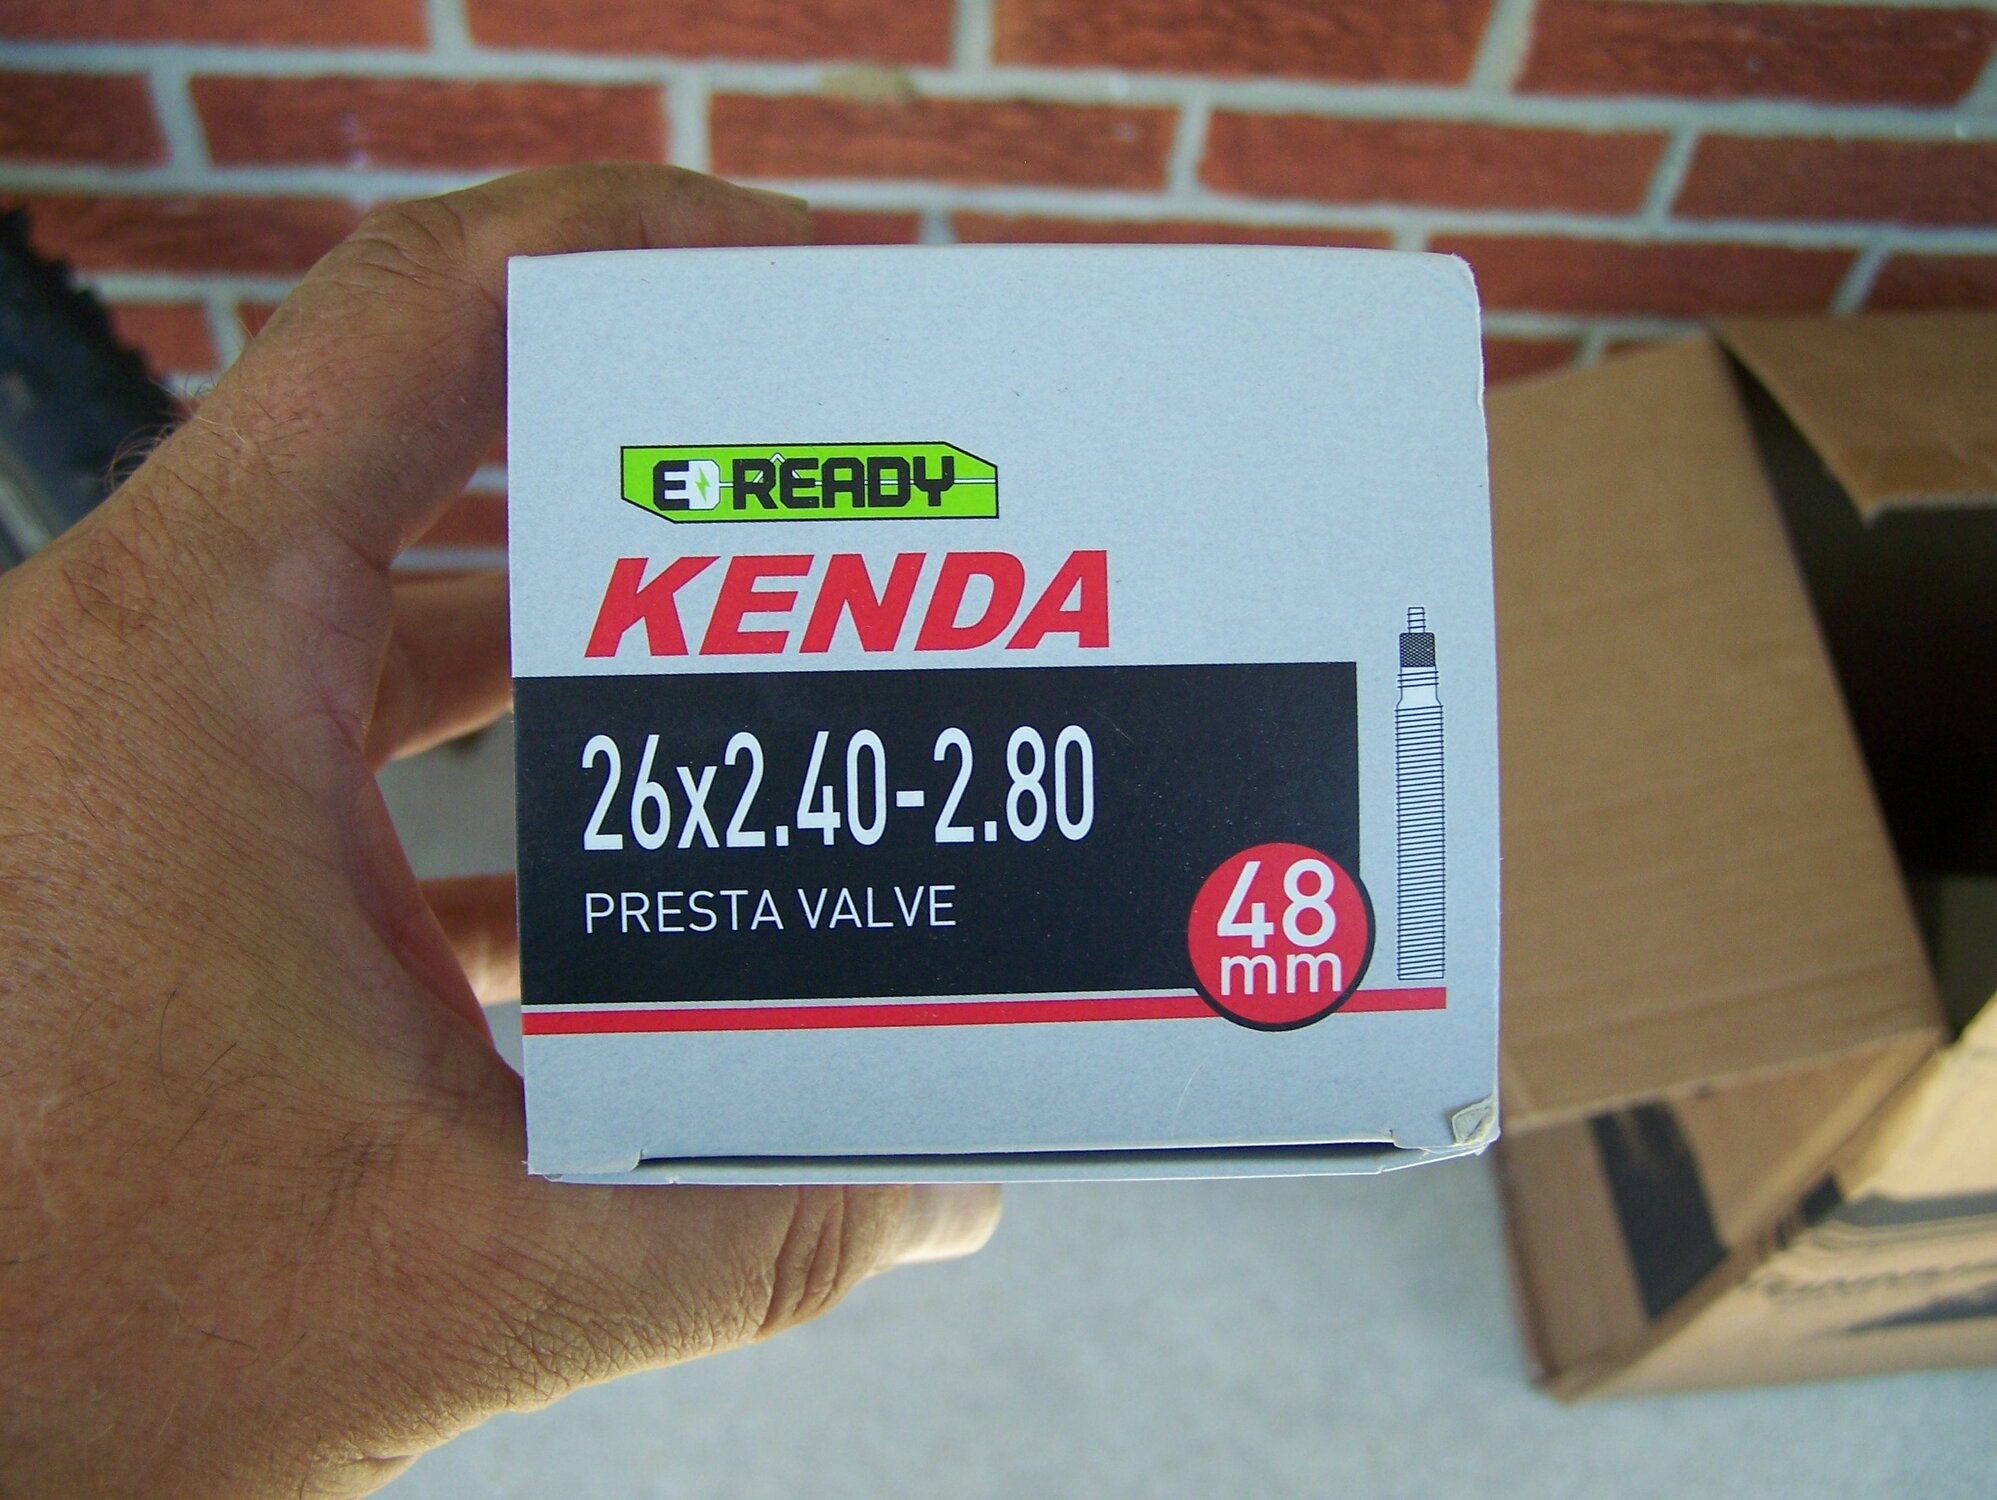 E READY
KENDA
26x2.40-2.80
PRESTA VALVE
48
mm